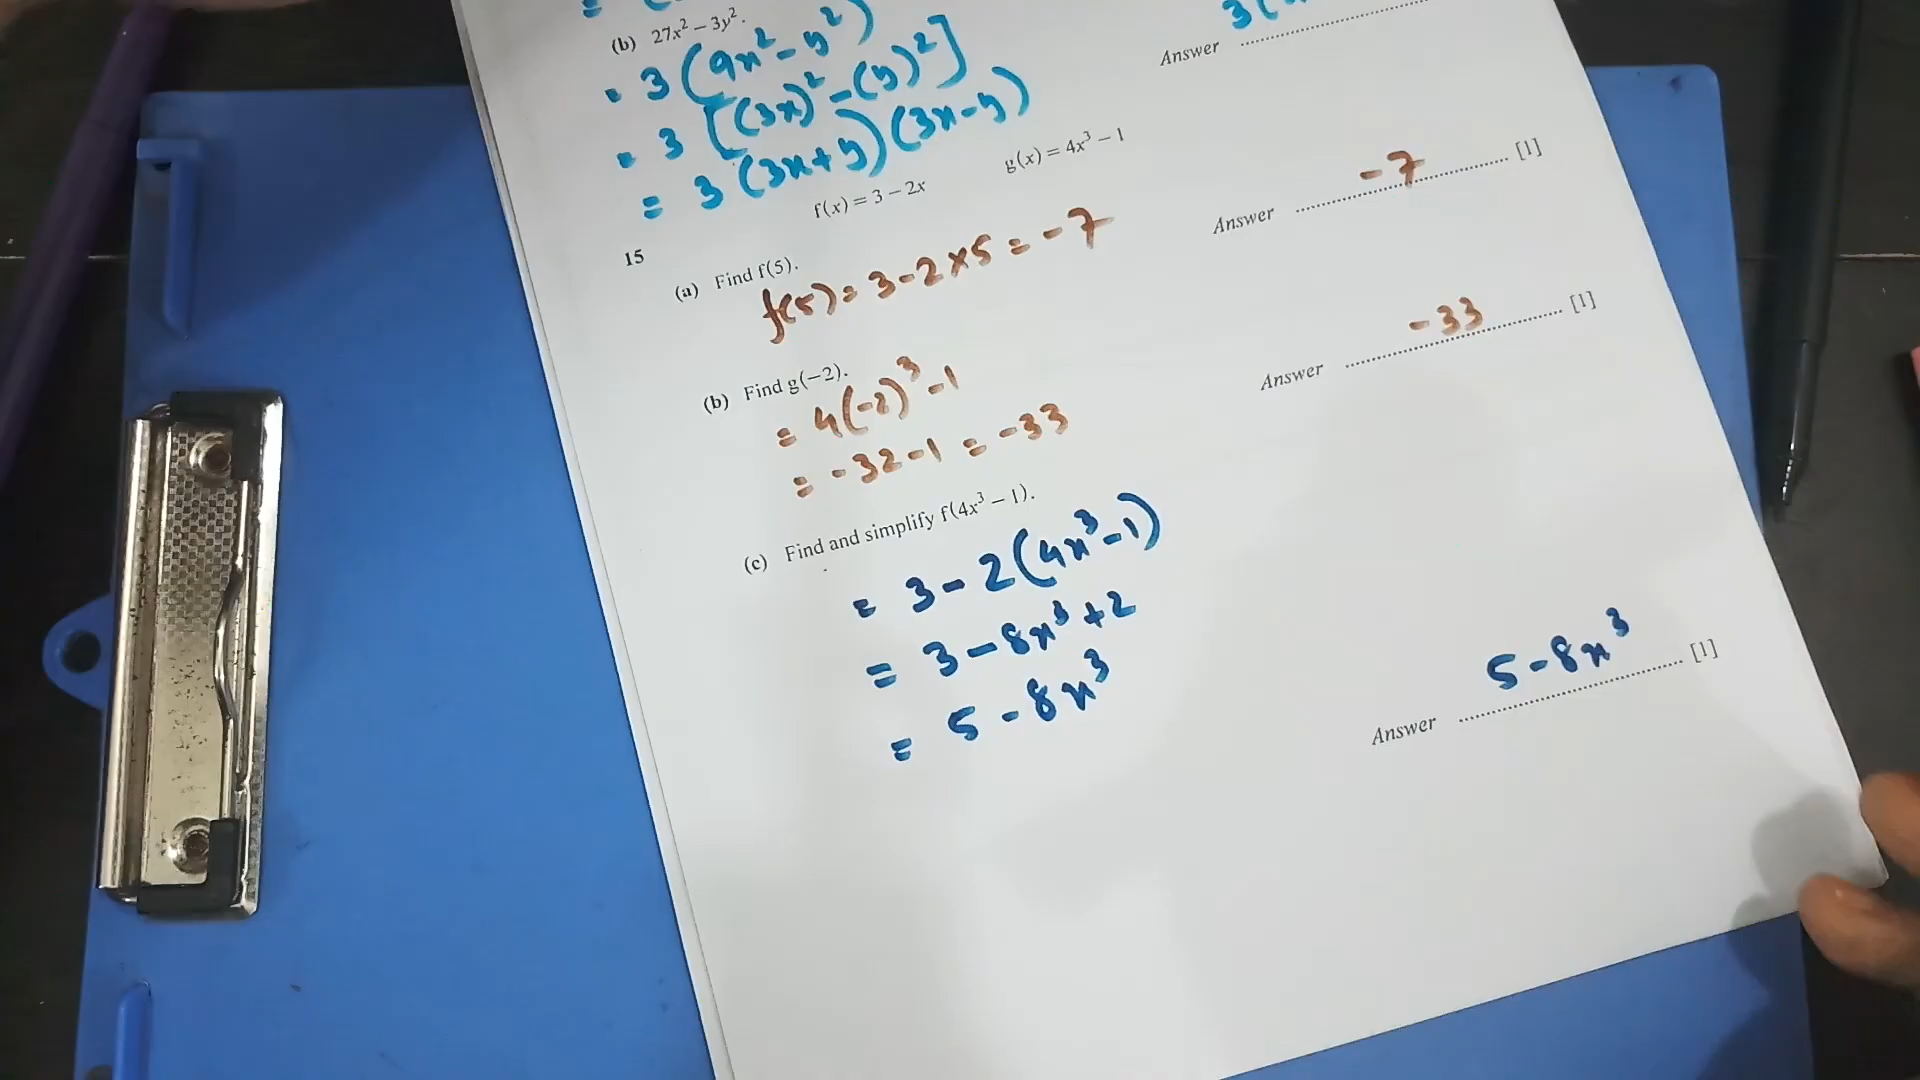 (b) 27x² – 3y².
= 3(9x² – y²)
= 3[(3x)² – (y)²]
= 3(3x+y)(3x–y)
Answer 3(
f(x) = 3 – 2x g(x) = 4x³ – 1
15
(a) Find f(5).
f(5) = 3–2×5 = –7
Answer –7 [1]
(b) Find g(–2).
= 4(–2)³ –1
= –32–1 = –33
Answer –33 [1]
(c) Find and simplify f(4x³ – 1).
= 3–2(4x³–1)
= 3–8x³+2
= 5–8x³
Answer 5–8x³ [1]